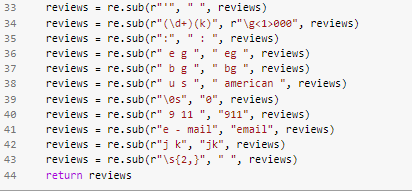 33 reviews = re.sub(r"'", " ", reviews)
34 reviews = re.sub(r"(\d+)(k)", r"\g<1>000", reviews)
35 reviews = re.sub(r":", " : ", reviews)
36 reviews = re.sub(r" e g ", " eg ", reviews)
37 reviews = re.sub(r" b g ", " bg ", reviews)
38 reviews = re.sub(r" u s ", " american ", reviews)
39 reviews = re.sub(r"\0s", "0", reviews)
40 reviews = re.sub(r" 9 11 ", "911", reviews)
41 reviews = re.sub(r"e - mail", "email", reviews)
42 reviews = re.sub(r"j k", "jk", reviews)
43 reviews = re.sub(r"\s{2,}", " ", reviews)
44 return reviews